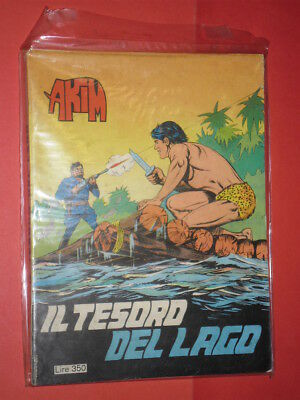 AKIM
IL TESORO
DEL LAGO
Lire 350